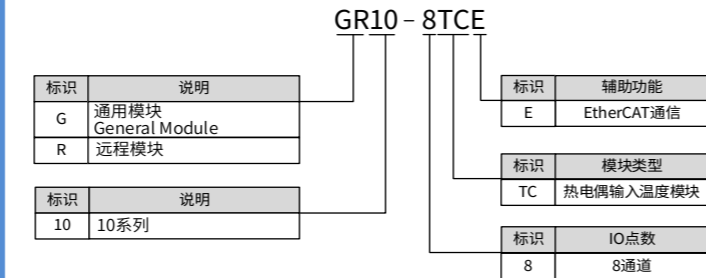 GR10 – 8TCE
标识 说明
G 通用模块
General Module
R 远程模块
标识 说明
10 10系列
标识 辅助功能
E EtherCAT通信
标识 模块类型
TC 热电偶输入温度模块
标识 IO点数
8 8通道